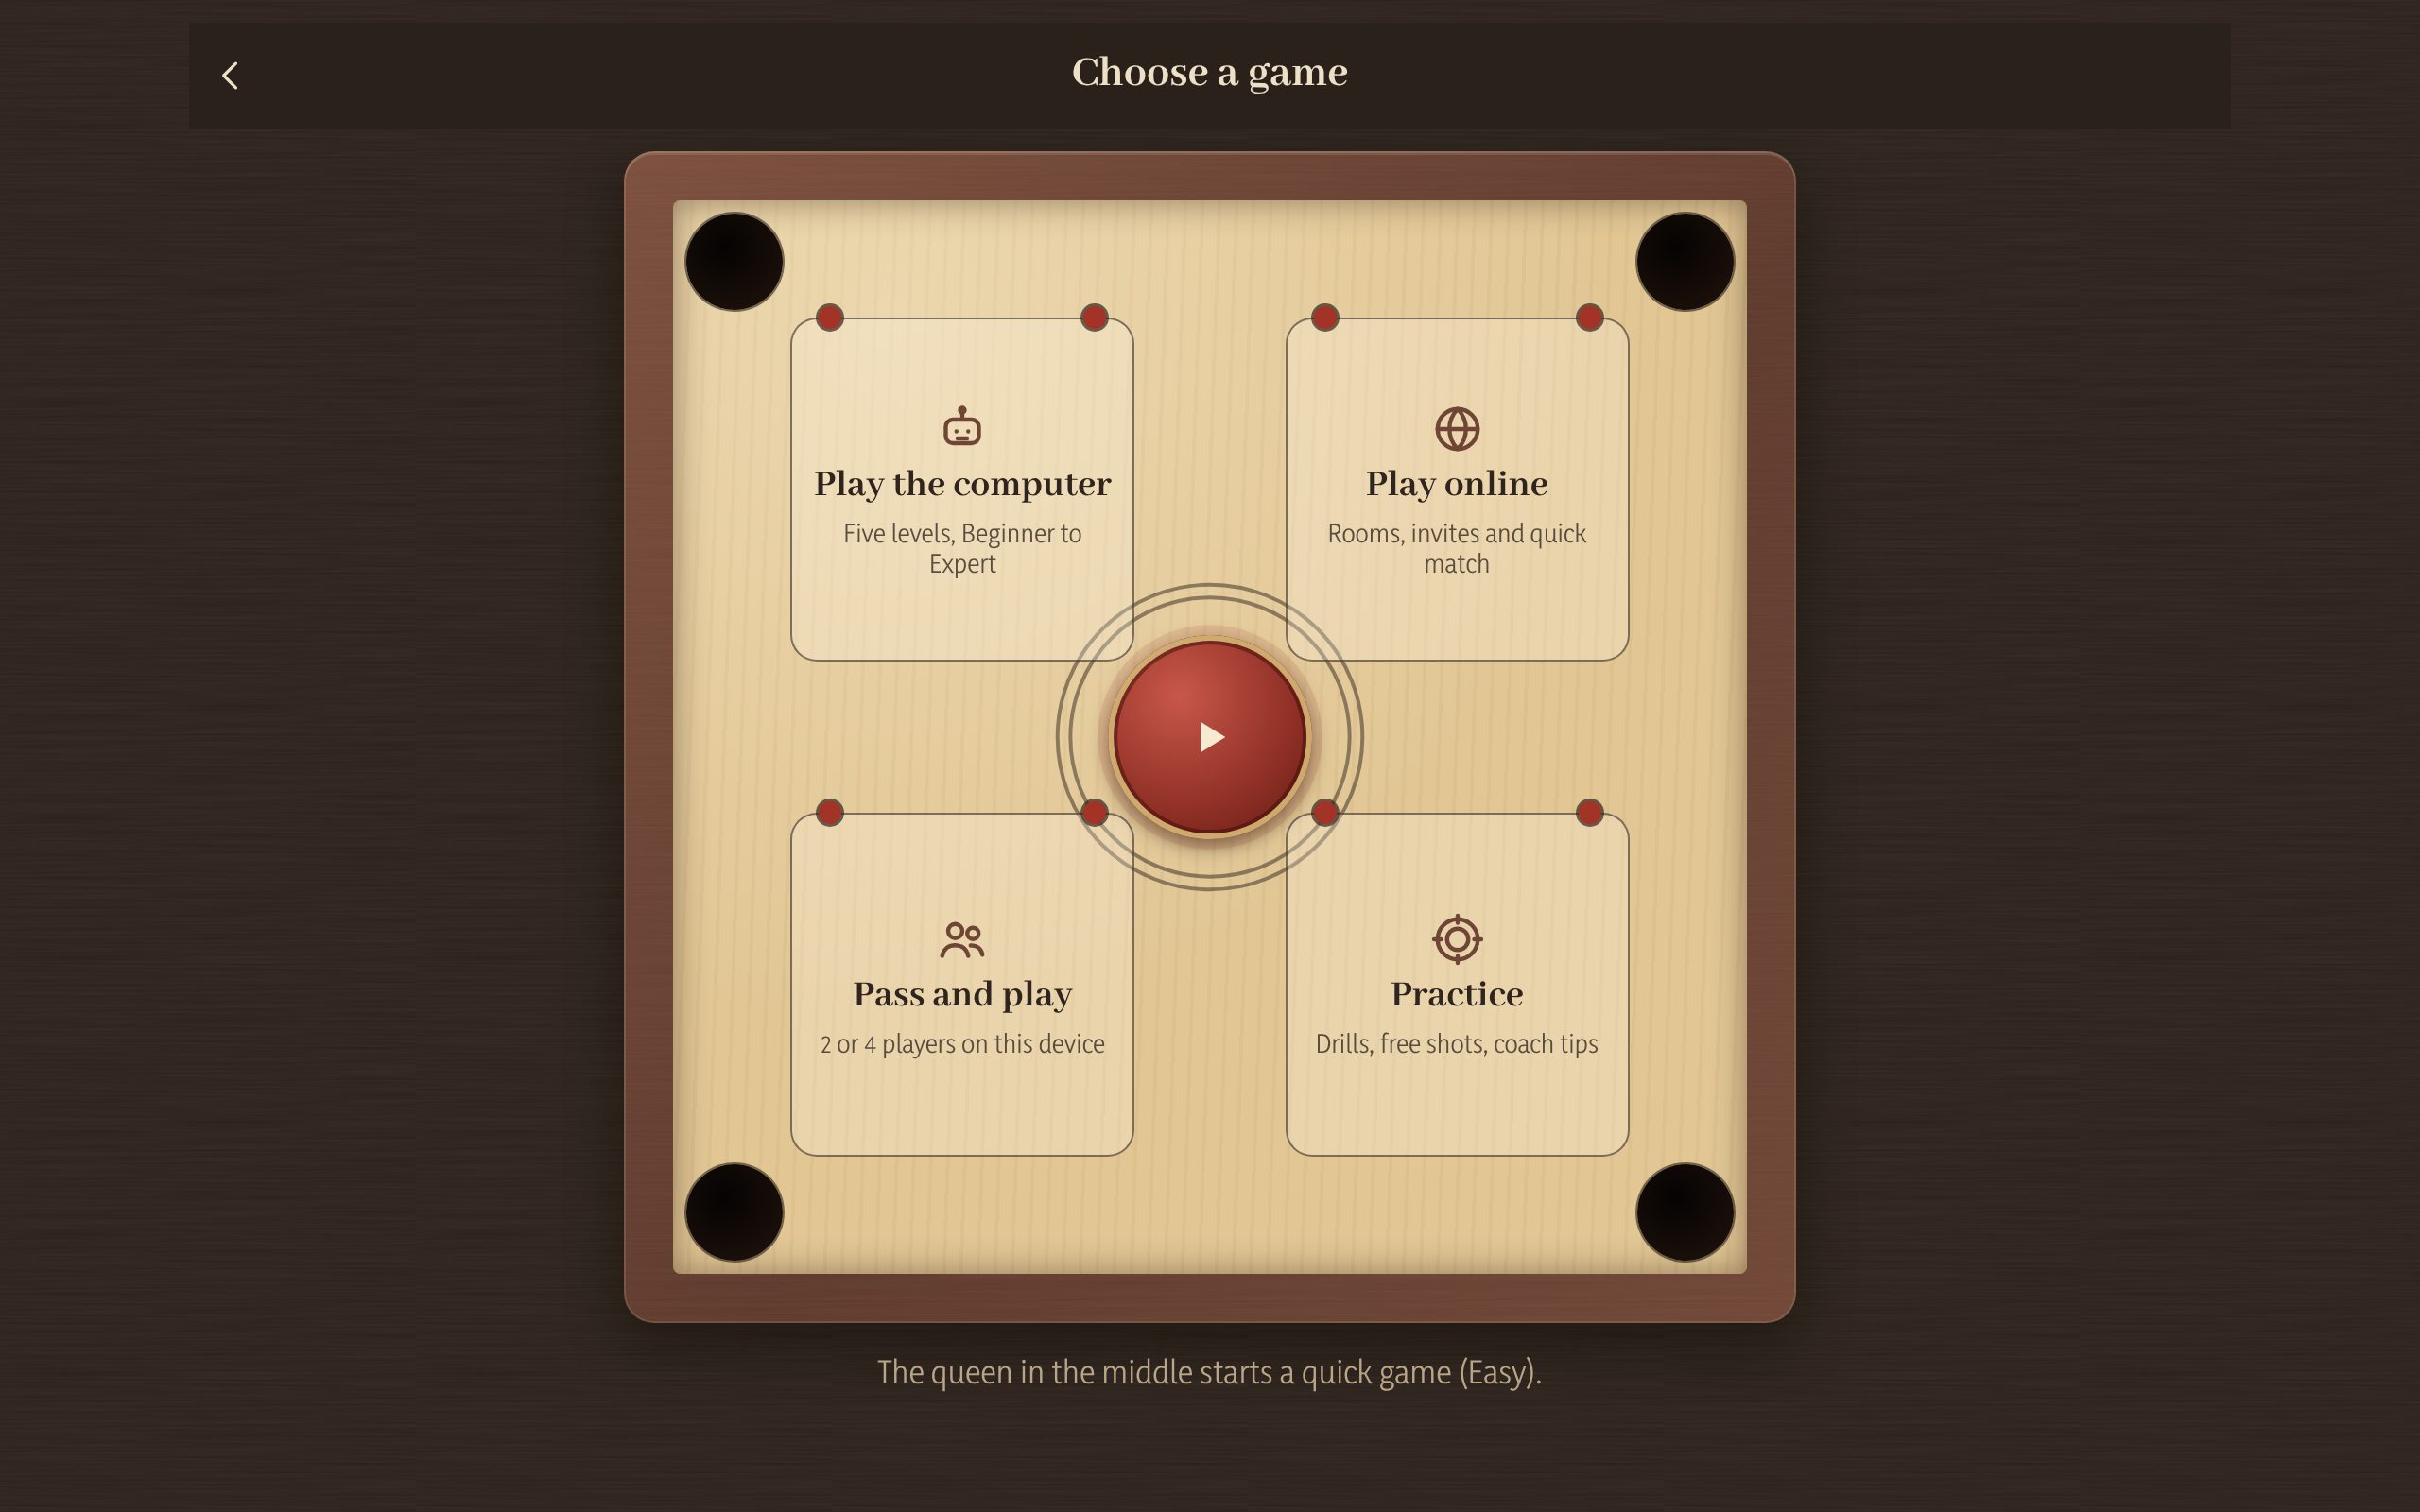 Choose a game
Play the computer
Five levels, Beginner to
Expert
Play online
Rooms, invites and quick
match
Pass and play
2 or 4 players on this device
Practice
Drills, free shots, coach tips
The queen in the middle starts a quick game (Easy).